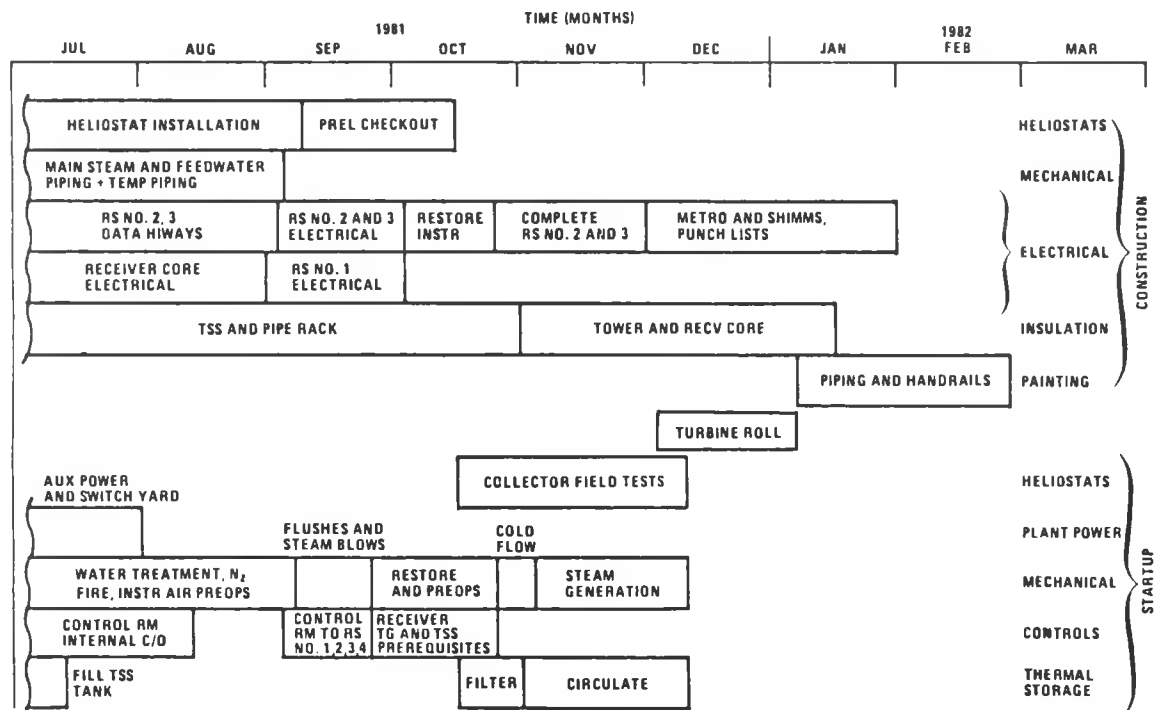 TIME (MONTHS)
1981
1982
JUL
AUG
SEP
OCT
NOV
DEC
JAN
FEB
MAR
HELIOSTAT INSTALLATION
PREL CHECKOUT
HELIOSTATS
MAIN STEAM AND FEEDWATER
PIPING + TEMP PIPING
MECHANICAL
RS NO. 2, 3
DATA HIWAYS
RS NO. 2 AND 3
ELECTRICAL
RESTORE
INSTR
COMPLETE
RS NO. 2 AND 3
METRO AND SHIMMS,
PUNCH LISTS
ELECTRICAL
RECEIVER CORE
ELECTRICAL
RS NO. 1
ELECTRICAL
TSS AND PIPE RACK
TOWER AND RECV CORE
INSULATION
PIPING AND HANDRAILS
PAINTING
CONSTRUCTION
TURBINE ROLL
COLLECTOR FIELD TESTS
HELIOSTATS
AUX POWER
AND SWITCH YARD
PLANT POWER
FLUSHES AND
STEAM BLOWS
COLD
FLOW
WATER TREATMENT, N₂
FIRE, INSTR AIR PREOPS
RESTORE
AND PREOPS
STEAM
GENERATION
MECHANICAL
CONTROL RM
INTERNAL C/O
CONTROL
RM TO RS
NO. 1,2,3,4
RECEIVER
TG AND TSS
PREREQUISITES
CONTROLS
FILL TSS
TANK
FILTER
CIRCULATE
THERMAL
STORAGE
STARTUP